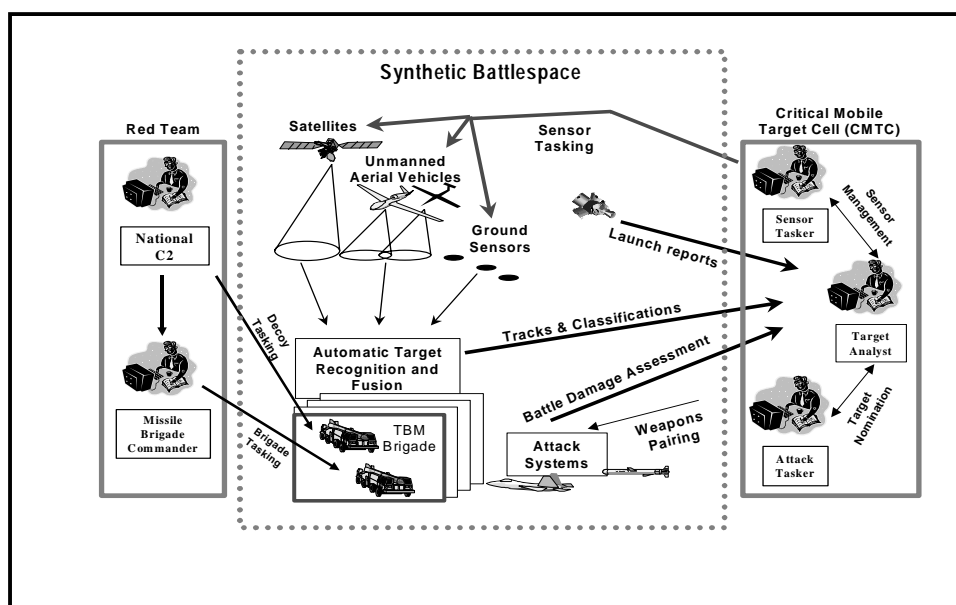 Synthetic Battlespace
Red Team
National
C2
Missile
Brigade
Commander
Decoy
Tasking
Brigade
Tasking
Satellites
Unmanned
Aerial Vehicles
Ground
Sensors
Sensor
Tasking
Launch reports
Automatic Target
Recognition and
Fusion
Tracks & Classifications
Battle Damage Assessment
TBM
Brigade
Attack
Systems
Weapons
Pairing
Critical Mobile
Target Cell (CMTC)
Sensor
Tasker
Sensor
Management
Target
Analyst
Target
Nomination
Attack
Tasker